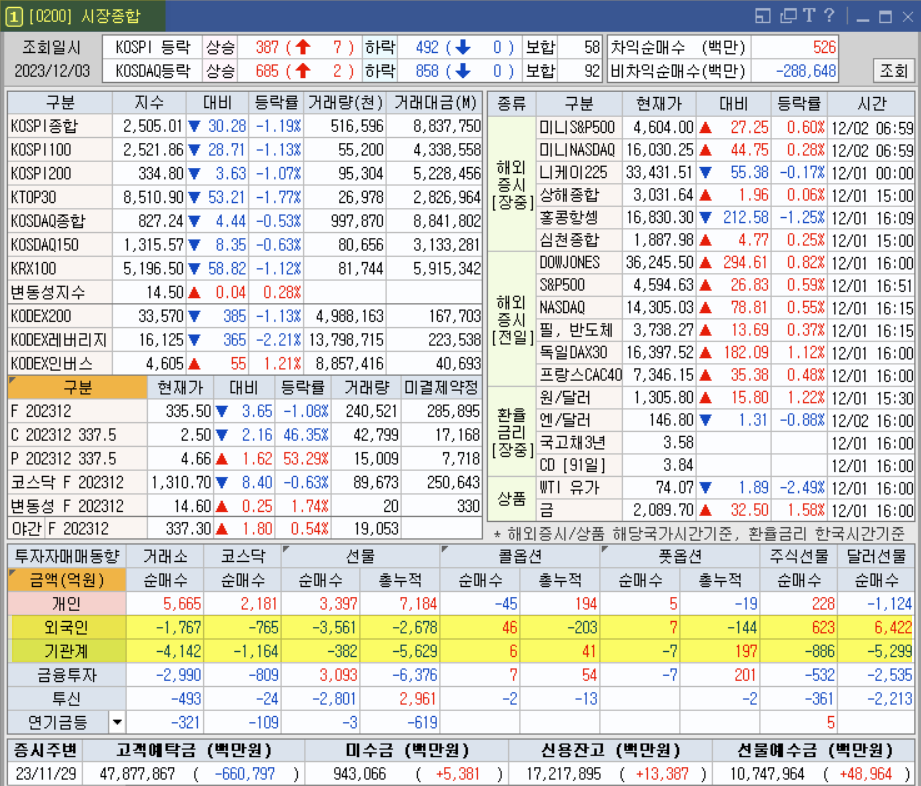 1 [0200] 시장종합 T ?
조회일시 KOSPI 등락 상승 387 ( 7 ) 하락 492 ( 0 ) 보합 58 차익순매수 (백만) 526
2023/12/03 KOSDAQ등락 상승 685 ( 2 ) 하락 858 ( 0 ) 보합 92 비차익순매수(백만) -288,648 조회
구분 지수 대비 등락률 거래량(천) 거래대금(M)
KOSPI종합 2,505.01 ▼ 30.28 -1.19% 516,596 8,837,750
KOSPI100 2,521.86 ▼ 28.71 -1.13% 55,200 4,338,558
KOSPI200 334.80 ▼ 3.63 -1.07% 95,304 5,228,456
KTOP30 8,510.90 ▼ 53.21 -1.77% 26,978 2,826,964
KOSDAQ종합 827.24 ▼ 4.44 -0.53% 997,870 8,841,802
KOSDAQ150 1,315.57 ▼ 8.35 -0.63% 80,656 3,133,281
KRX100 5,196.50 ▼ 58.82 -1.12% 81,744 5,915,342
변동성지수 14.50 ▲ 0.04 0.28%
KODEX200 33,570 ▼ 385 -1.13% 4,988,163 167,703
KODEX레버리지 16,125 ▼ 365 -2.21% 13,798,715 223,538
KODEX인버스 4,605 ▲ 55 1.21% 8,857,416 40,693
구분 현재가 대비 등락률 거래량 미결제약정
F 202312 335.50 ▼ 3.65 -1.08% 240,521 285,895
C 202312 337.5 2.50 ▼ 2.16 46.35% 42,799 17,168
P 202312 337.5 4.66 ▲ 1.62 53.29% 15,009 7,718
코스닥 F 202312 1,310.70 ▼ 8.40 -0.63% 89,673 250,643
변동성 F 202312 14.60 ▲ 0.25 1.74% 20 330
야간 F 202312 337.30 ▲ 1.80 0.54% 19,053
종류 구분 현재가 대비 등락률 시간
해외
증시
[장중]
미니S&P500 4,604.00 ▲ 27.25 0.60% 12/02 06:59
미니NASDAQ 16,030.25 ▲ 44.75 0.28% 12/02 06:59
니케이225 33,431.51 ▼ 55.38 -0.17% 12/01 00:00
상해종합 3,031.64 ▲ 1.96 0.06% 12/01 15:00
홍콩항셍 16,830.30 ▼ 212.58 -1.25% 12/01 16:09
심천종합 1,887.98 ▲ 4.77 0.25% 12/01 15:00
해외
증시
[전일]
DOWJONES 36,245.50 ▲ 294.61 0.82% 12/01 16:00
S&P500 4,594.63 ▲ 26.83 0.59% 12/01 16:51
NASDAQ 14,305.03 ▲ 78.81 0.55% 12/01 16:15
필, 반도체 3,738.27 ▲ 13.69 0.37% 12/01 16:15
독일DAX30 16,397.52 ▲ 182.09 1.12% 12/01 16:00
프랑스CAC40 7,346.15 ▲ 35.38 0.48% 12/01 16:00
환율
금리
[장중]
원/달러 1,305.80 ▲ 15.80 1.22% 12/01 15:30
엔/달러 146.80 ▼ 1.31 -0.88% 12/02 16:00
국고채3년 3.58 12/01 16:00
CD [91일] 3.84 12/01 16:00
상품
WTI 유가 74.07 ▼ 1.89 -2.49% 12/01 16:00
금 2,089.70 ▲ 32.50 1.58% 12/01 16:00
* 해외증시/상품 해당국가시간기준, 환율금리 한국시간기준
투자자매매동향 거래소 코스닥 선물 콜옵션 풋옵션 주식선물 달러선물
금액(억원) 순매수 순매수 순매수 총누적 순매수 총누적 순매수 총누적 순매수 순매수
개인 5,665 2,181 3,397 7,184 -45 194 5 -19 228 -1,124
외국인 -1,767 -765 -3,561 -2,678 46 -203 7 -144 623 6,422
기관계 -4,142 -1,164 -382 -5,629 6 41 -7 197 -886 -5,299
금융투자 -2,990 -809 3,093 -6,376 7 54 -7 201 -532 -2,535
투신 -493 -24 -2,801 2,961 -2 -13 -2 -361 -2,213
연기금등 -321 -109 -3 -619 5
증시주변 고객예탁금 (백만원) 미수금 (백만원) 신용잔고 (백만원) 선물예수금 (백만원)
23/11/29 47,877,867 ( -660,797 ) 943,066 ( +5,381 ) 17,217,895 ( +13,387 ) 10,747,964 ( +48,964 )